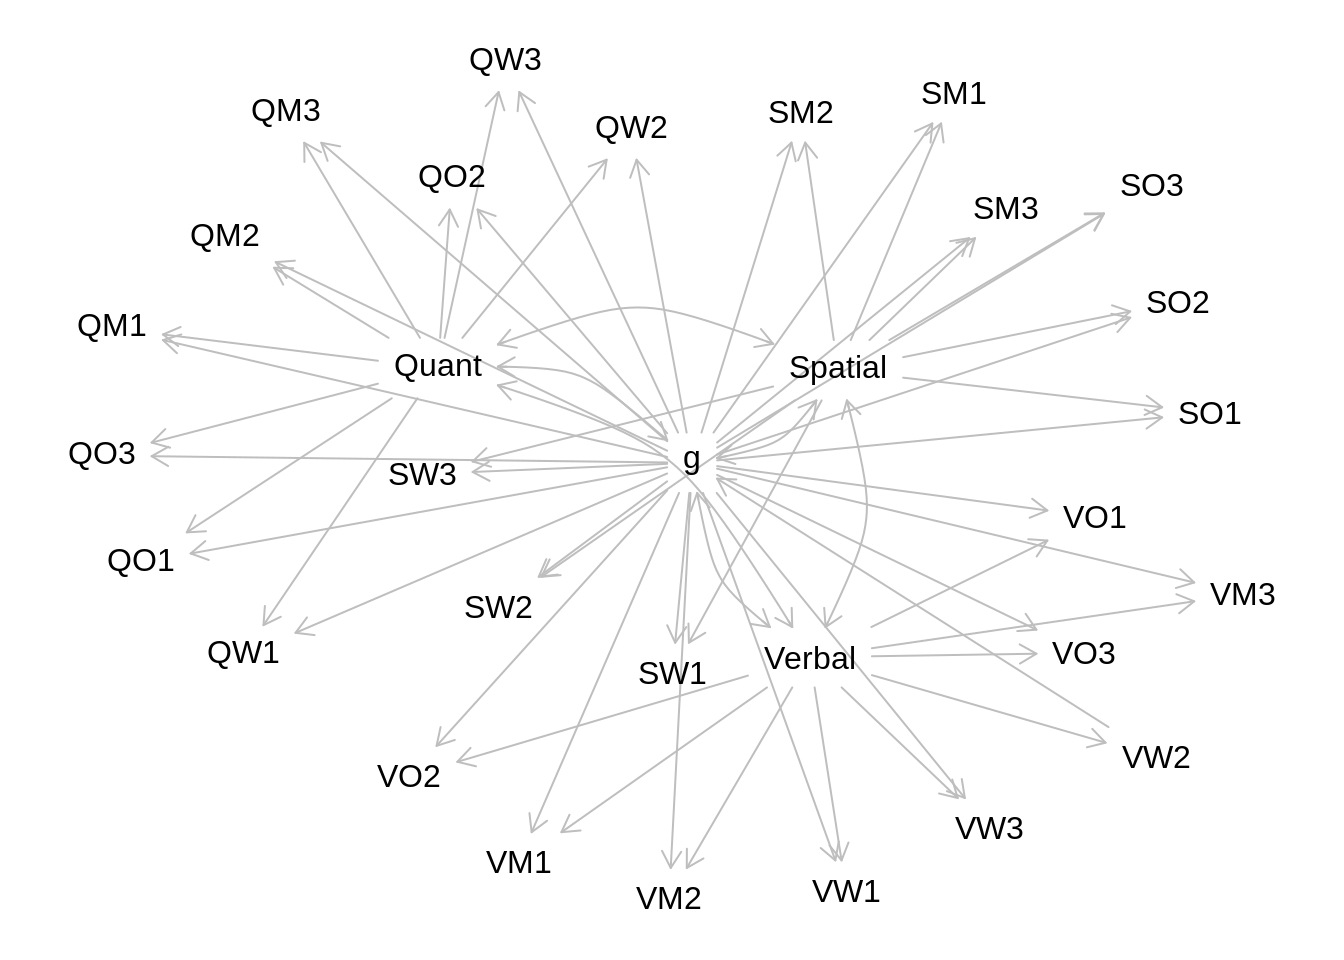 QW3
SM1
QM3
SM2
QW2
QO2
SO3
SM3
QM2
SO2
QM1
Quant
Spatial
SO1
QO3
g
SW3
VO1
QO1
VM3
SW2
QW1
VO3
Verbal
SW1
VW2
VO2
VW3
VM1
VW1
VM2